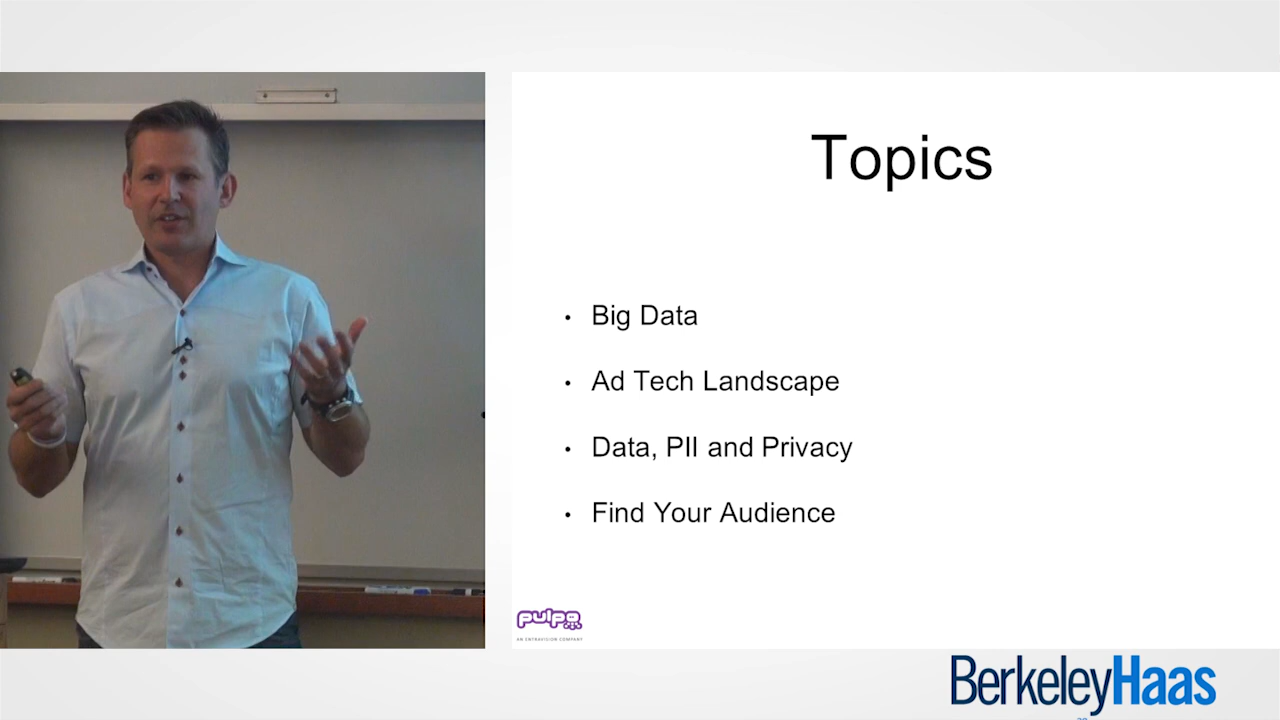 Topics
• Big Data
• Ad Tech Landscape
• Data, PII and Privacy
• Find Your Audience
pulpo
AN ENTRAVISION COMPANY
BerkeleyHaas